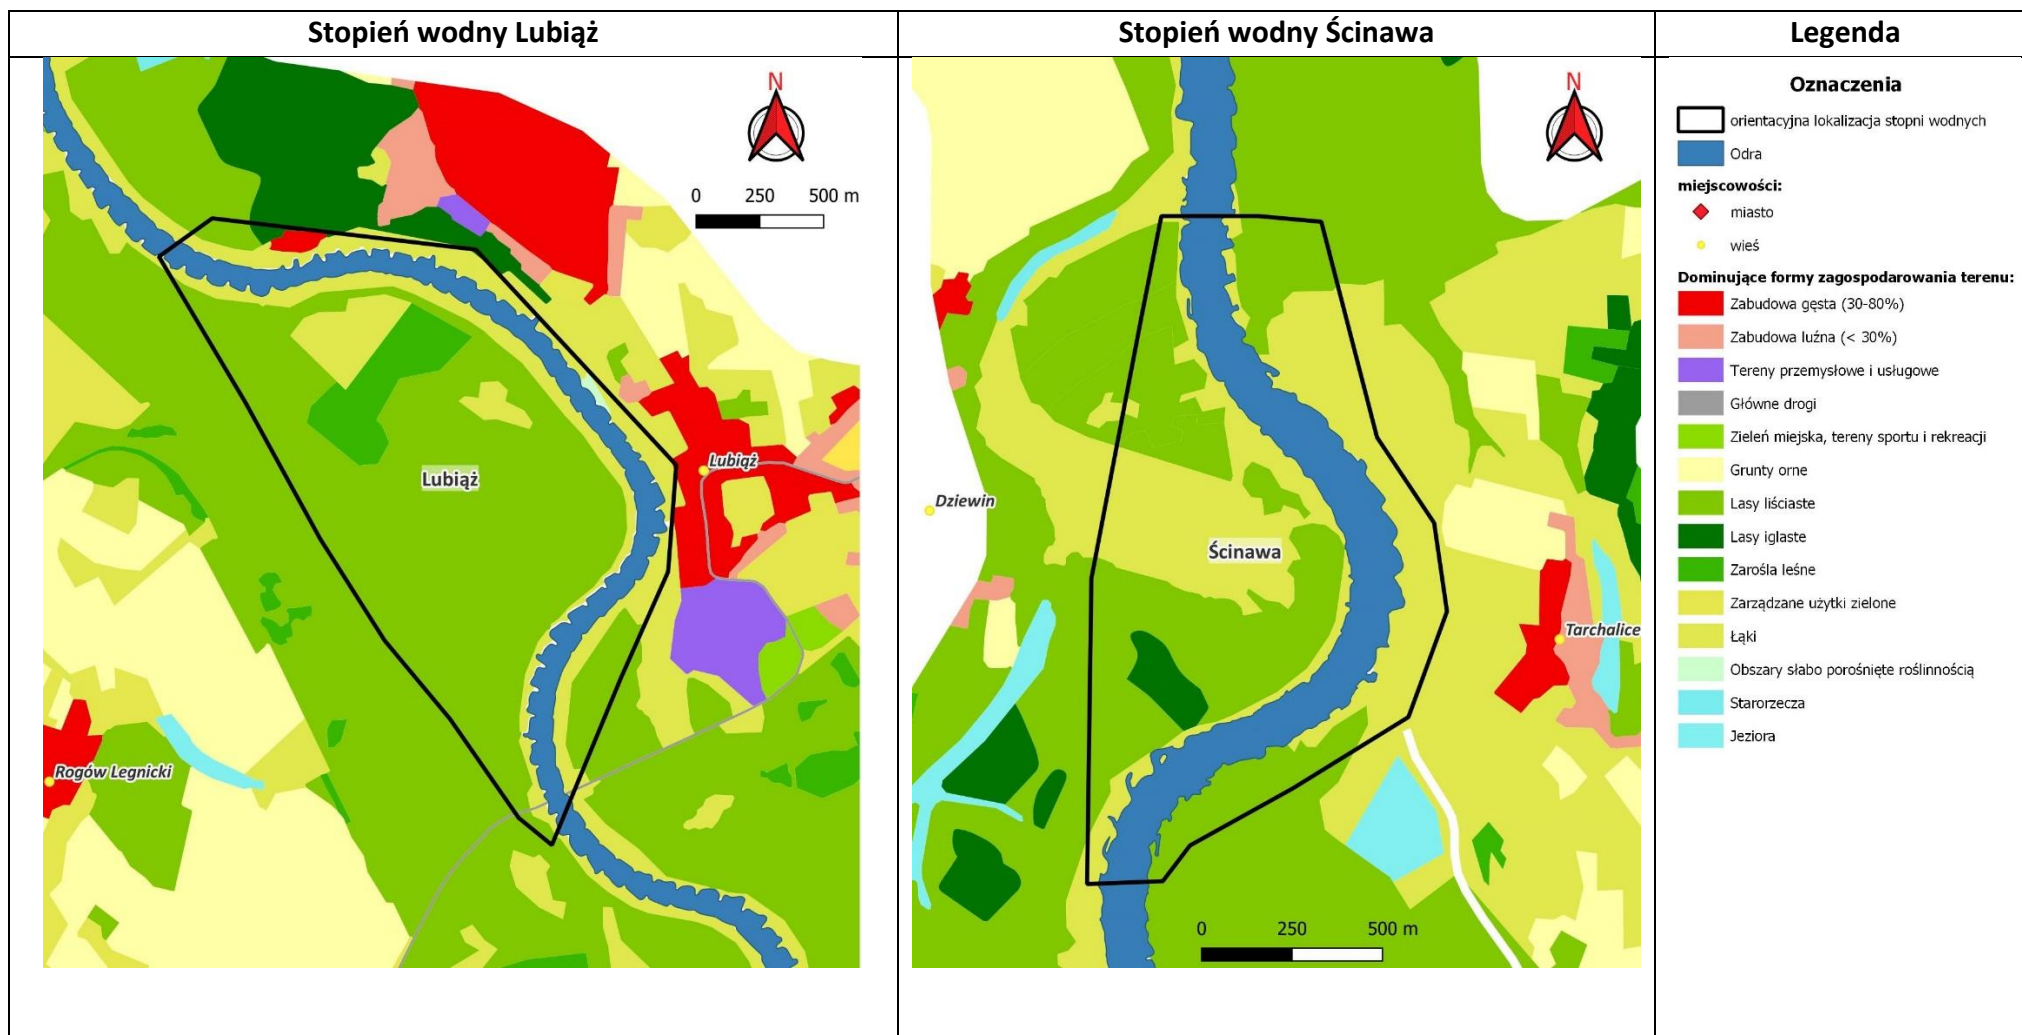 Stopień wodny Lubiąż
Stopień wodny Ścinawa
Legenda
N
0 250 500 m
Lubiąż
Lubiąż
Rogów Legnicki
N
Dziewin
Ścinawa
Tarchalice
0 250 500 m
Oznaczenia
orientacyjna lokalizacja stopni wodnych
Odra
miejscowości:
miasto
wieś
Dominujące formy zagospodarowania terenu:
Zabudowa gęsta (30-80%)
Zabudowa luźna (< 30%)
Tereny przemysłowe i usługowe
Główne drogi
Zieleń miejska, tereny sportu i rekreacji
Grunty orne
Lasy liściaste
Lasy iglaste
Zarośla leśne
Zarządzane użytki zielone
Łąki
Obszary słabo porośnięte roślinnością
Starorzecza
Jeziora